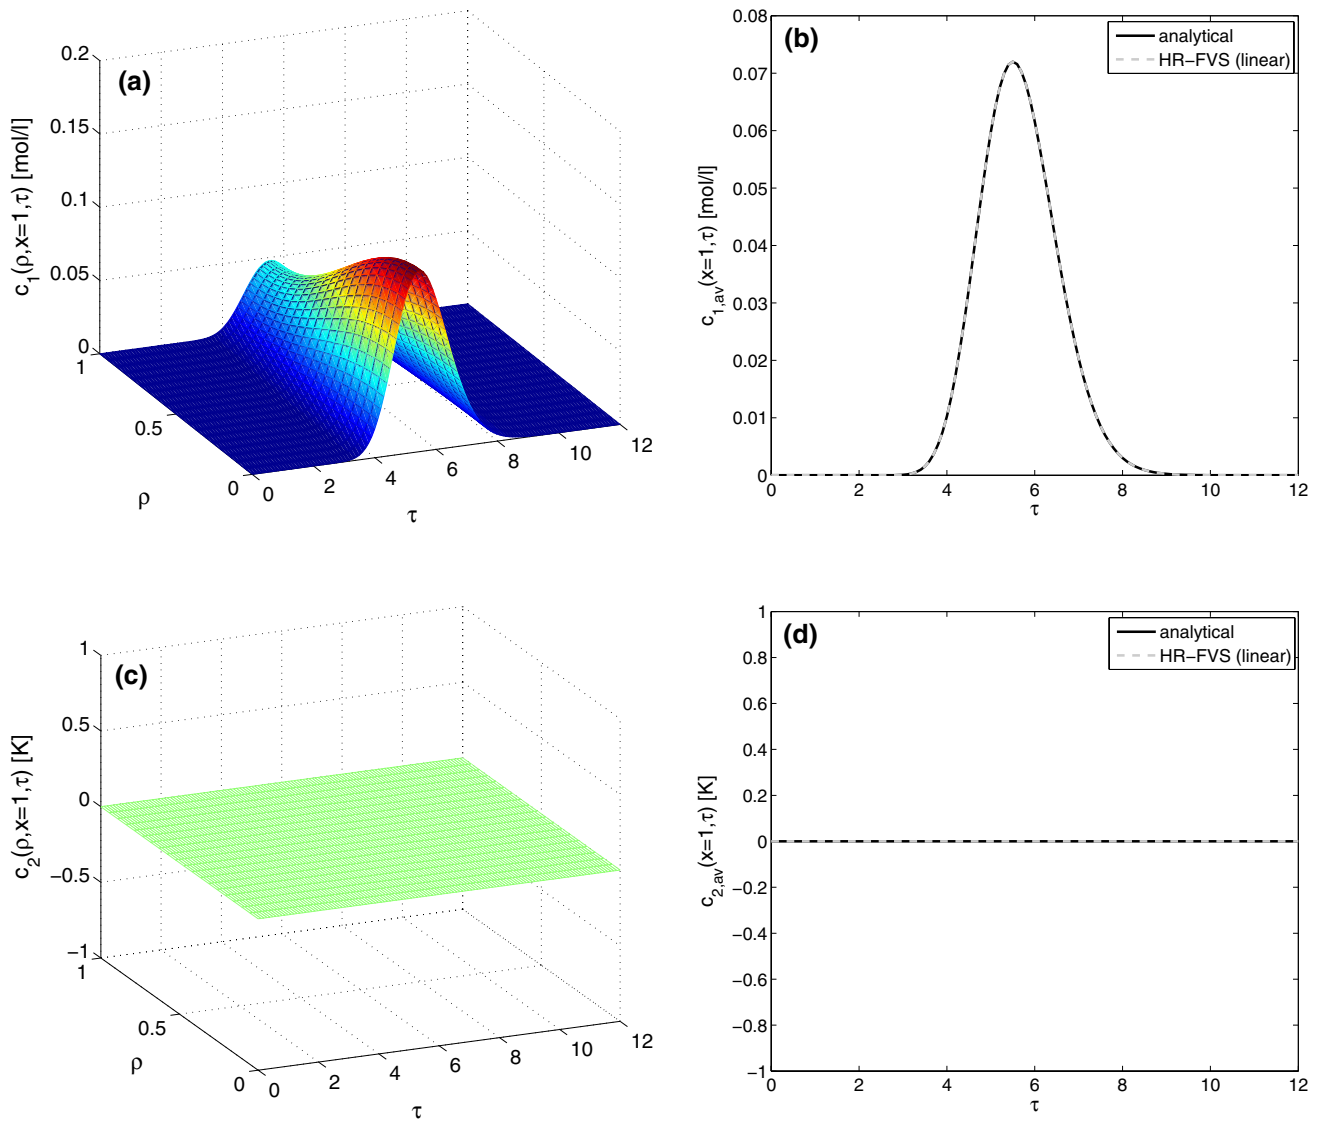 (a)
c1(ρ,x=1,τ) [mol/l]
0.2
0.15
0.1
0.05
0
1
0.5
0
ρ
0
2
4
6
8
10
12
τ
(b)
analytical
HR−FVS (linear)
c1,av(x=1,τ) [mol/l]
0.08
0.07
0.06
0.05
0.04
0.03
0.02
0.01
0
0 2 4 6 8 10 12
τ
(c)
c2(ρ,x=1,τ) [K]
1
0.5
0
−0.5
−1
1
0.5
0
ρ
0
2
4
6
8
10
12
τ
(d)
analytical
HR−FVS (linear)
c2,av(x=1,τ) [K]
1
0.8
0.6
0.4
0.2
0
−0.2
−0.4
−0.6
−0.8
−1
0 2 4 6 8 10 12
τ